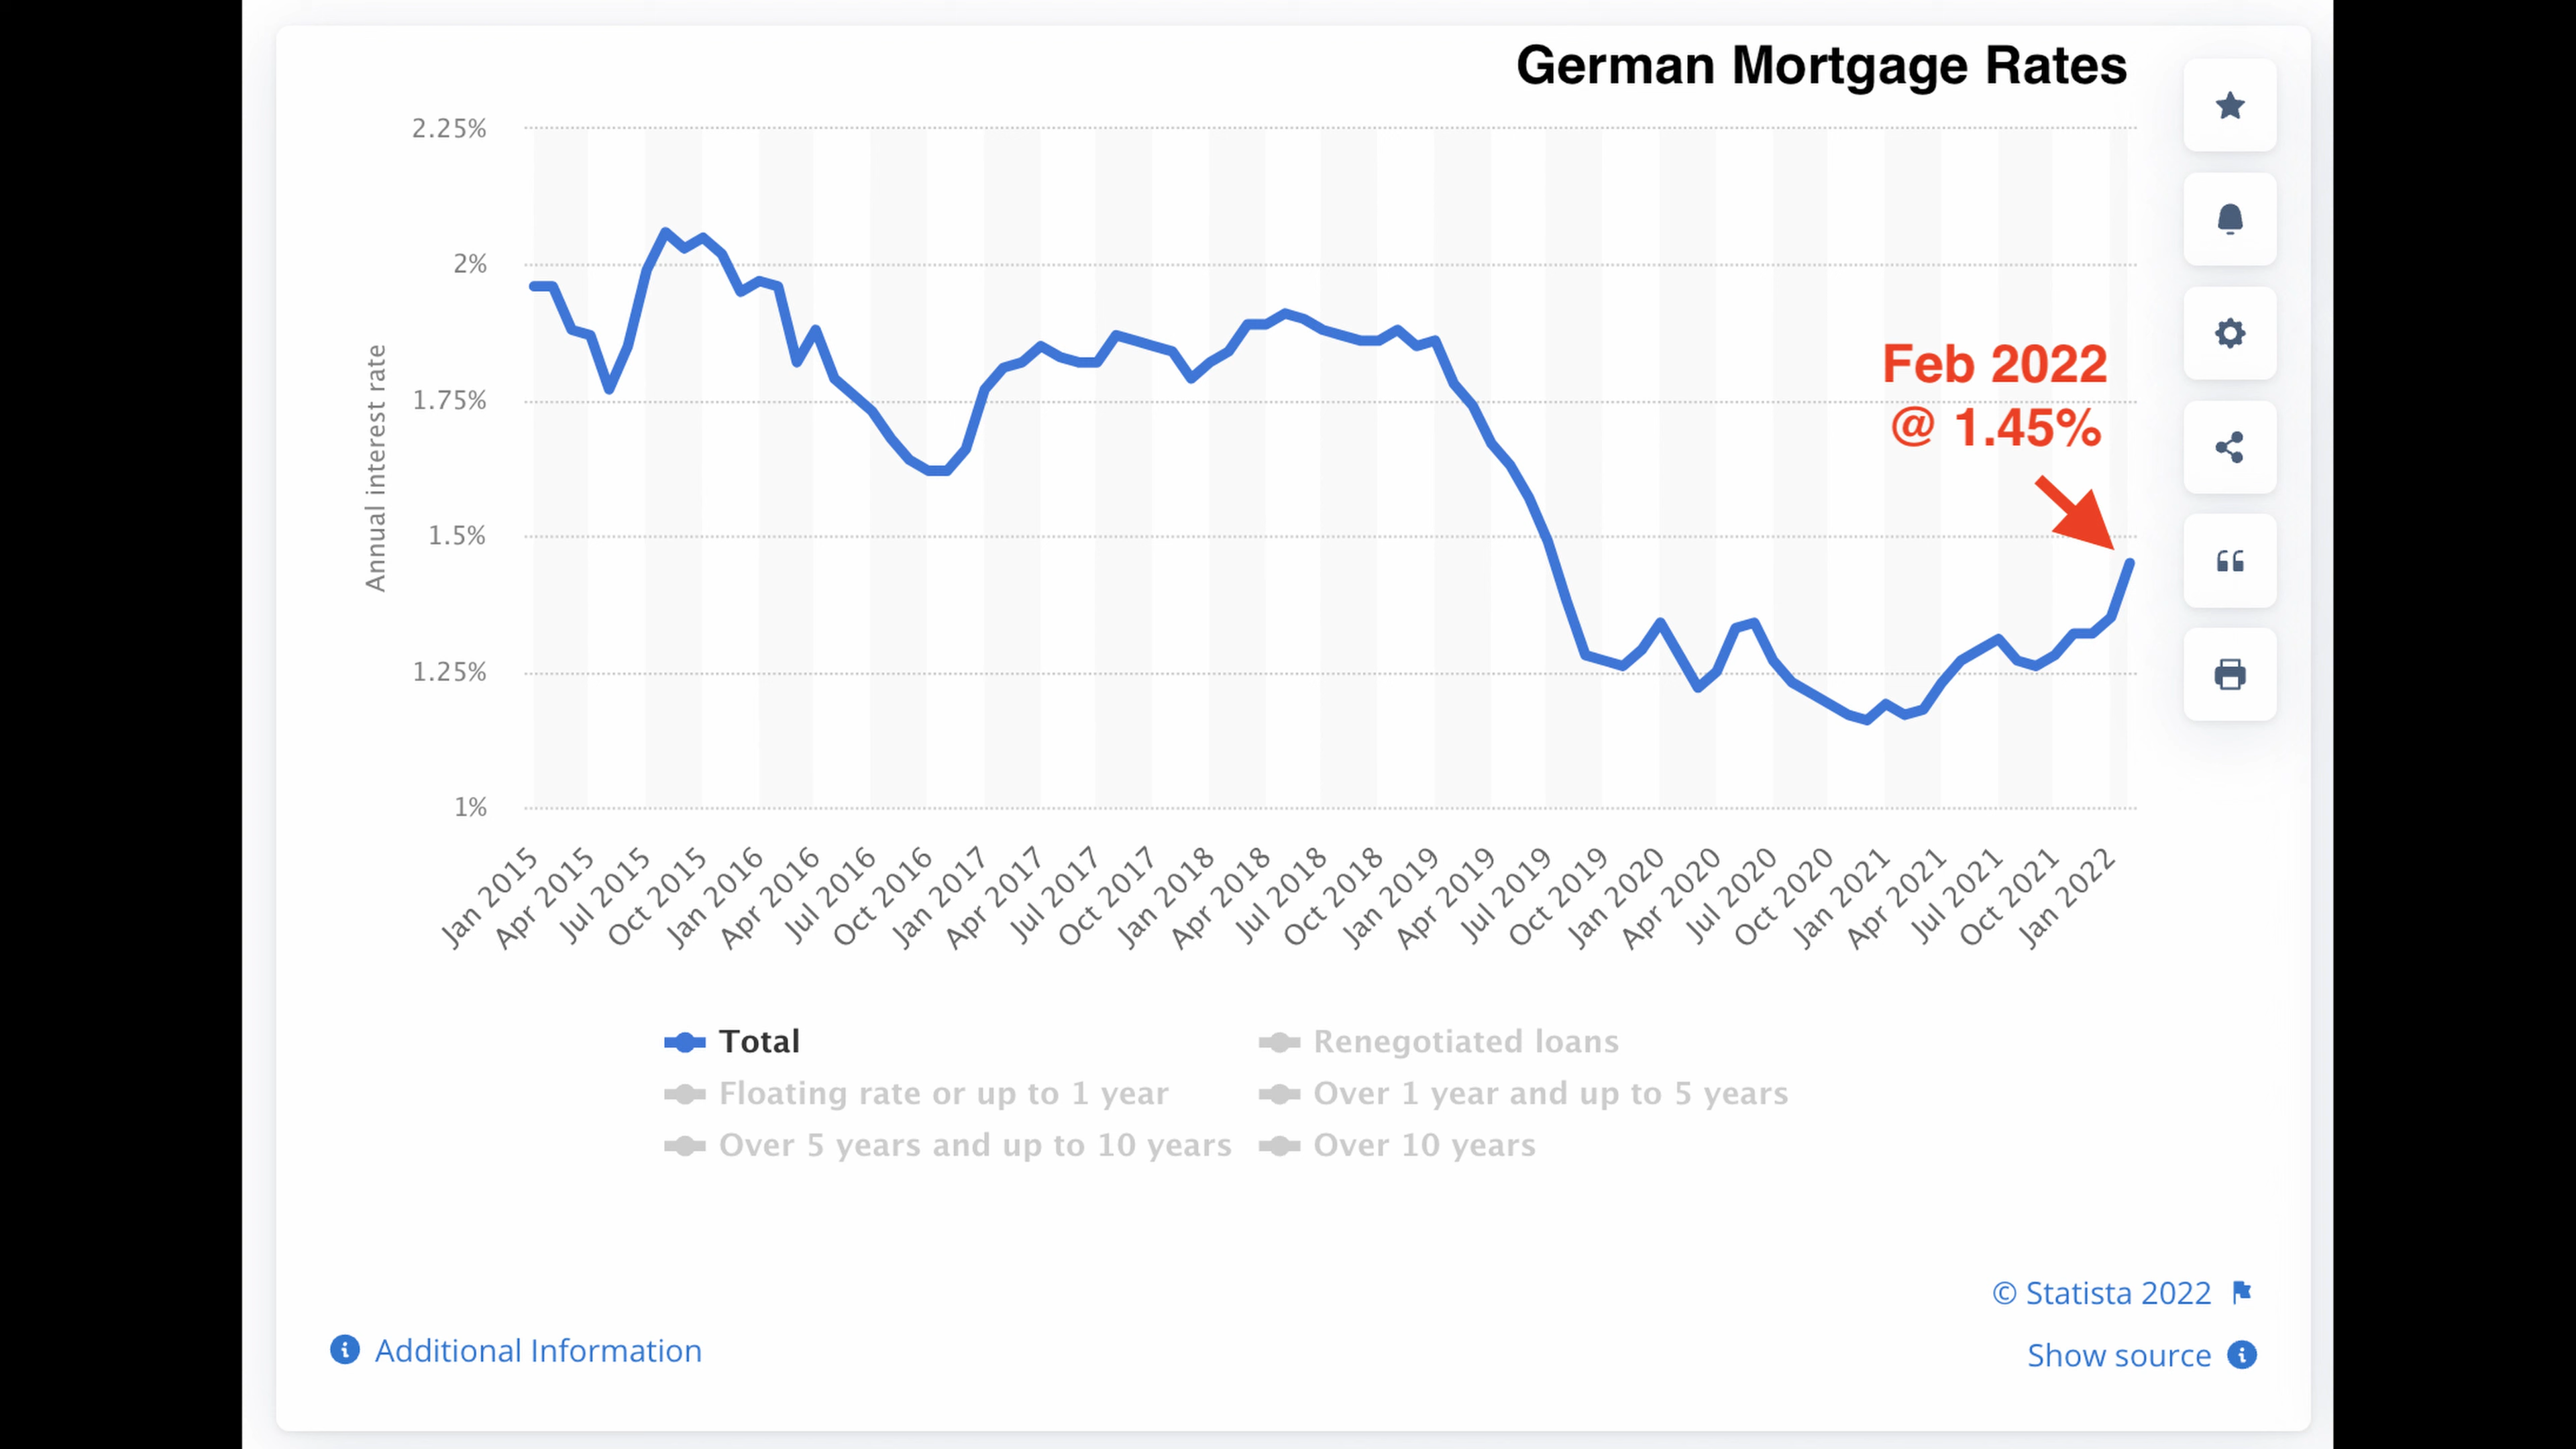 German Mortgage Rates
2.25%
2%
1.75%
1.5%
1.25%
1%
Annual interest rate
Feb 2022
@ 1.45%
Jan 2015
Apr 2015
Jul 2015
Oct 2015
Jan 2016
Apr 2016
Jul 2016
Oct 2016
Jan 2017
Apr 2017
Jul 2017
Oct 2017
Jan 2018
Apr 2018
Jul 2018
Oct 2018
Jan 2019
Apr 2019
Jul 2019
Oct 2019
Jan 2020
Apr 2020
Jul 2020
Oct 2020
Jan 2021
Apr 2021
Jul 2021
Oct 2021
Jan 2022
Total
Renegotiated loans
Floating rate or up to 1 year
Over 1 year and up to 5 years
Over 5 years and up to 10 years
Over 10 years
© Statista 2022
Additional Information
Show source